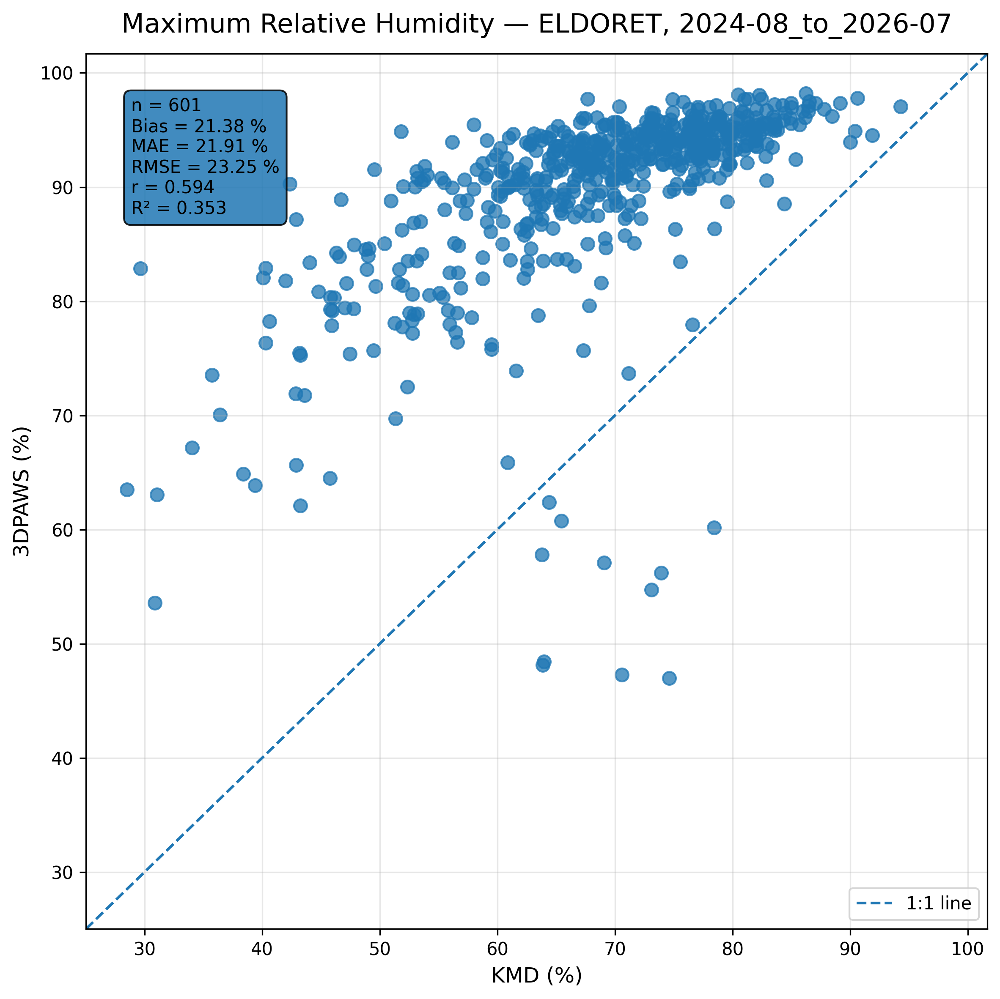 Maximum Relative Humidity — ELDORET, 2024-08_to_2026-07
100
90
80
70
60
50
40
30
3DPAWS (%)
n = 601
Bias = 21.38 %
MAE = 21.91 %
RMSE = 23.25 %
r = 0.594
R² = 0.353
1:1 line
30 40 50 60 70 80 90 100
KMD (%)